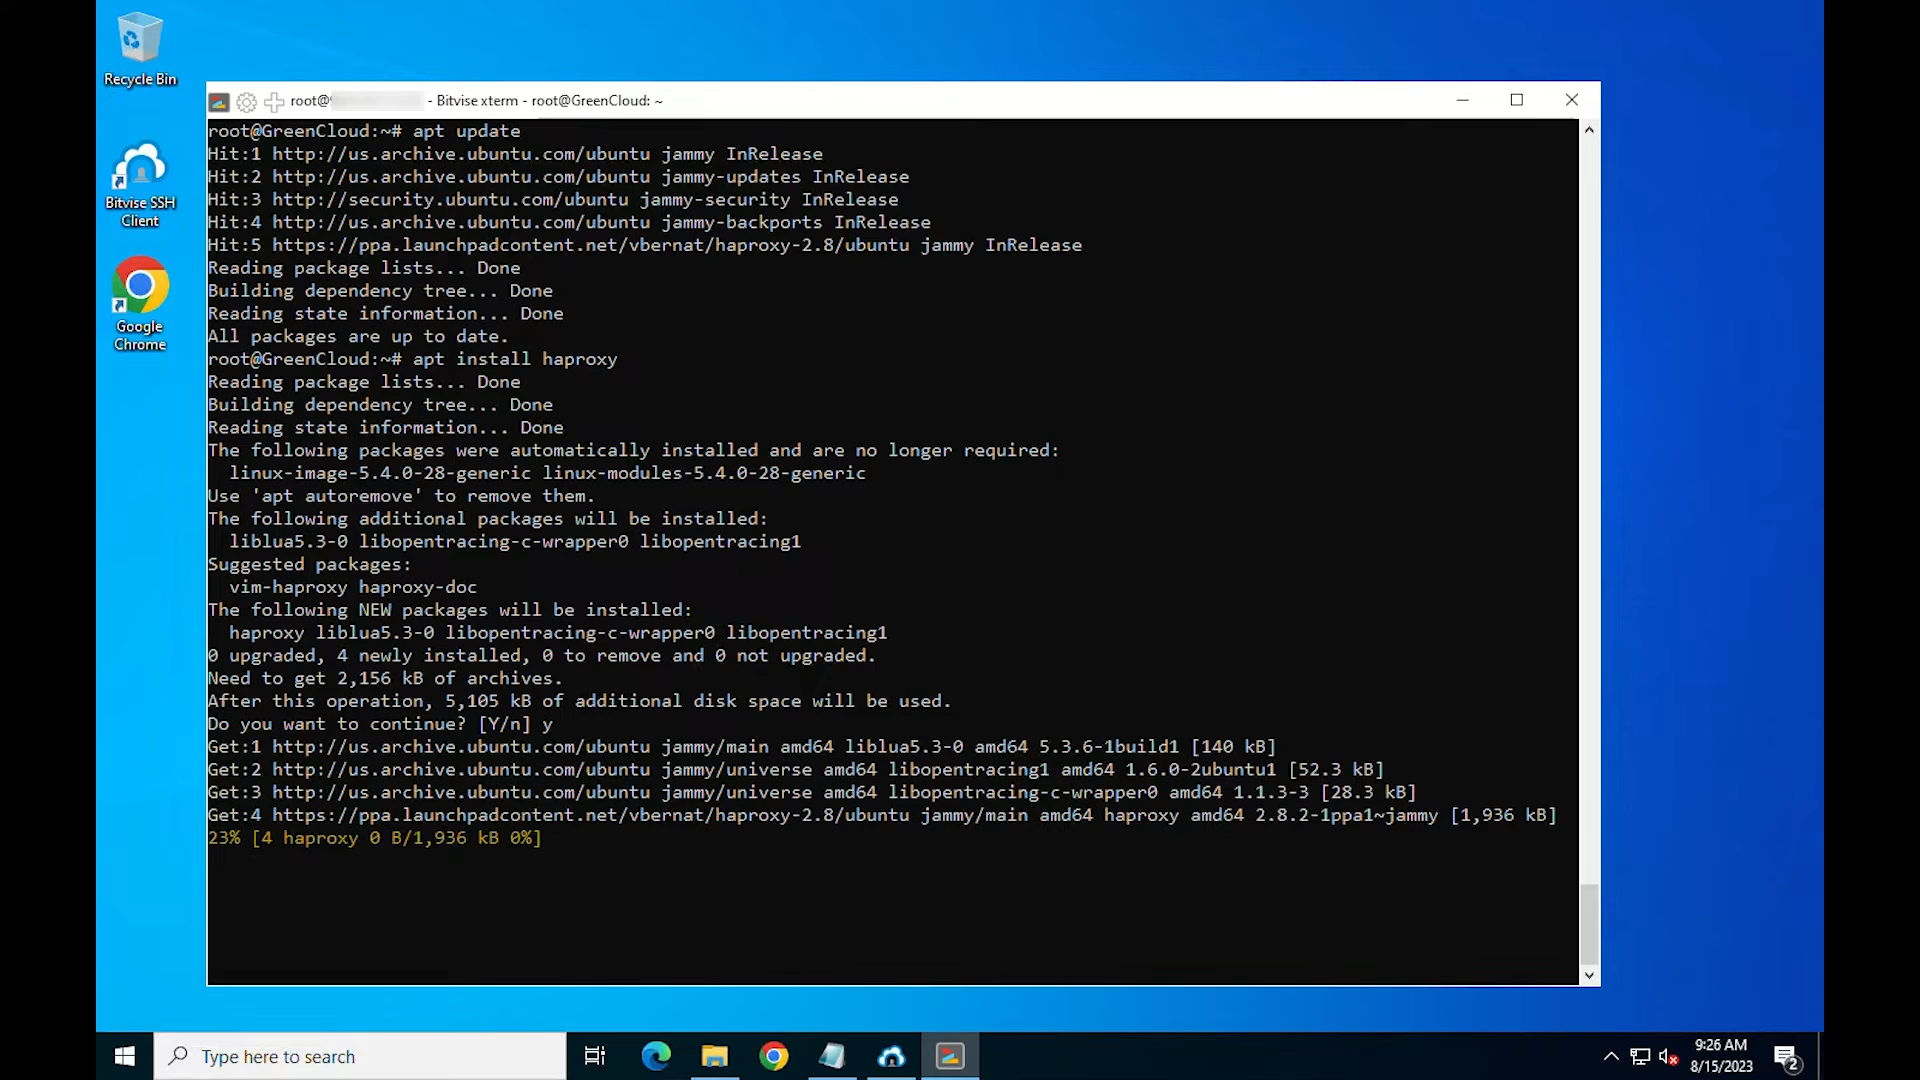 Recycle Bin
Bitvise SSH
Client
Google
Chrome
root@ - Bitvise xterm - root@GreenCloud: ~
root@GreenCloud:~# apt update
Hit:1 http://us.archive.ubuntu.com/ubuntu jammy InRelease
Hit:2 http://us.archive.ubuntu.com/ubuntu jammy-updates InRelease
Hit:3 http://security.ubuntu.com/ubuntu jammy-security InRelease
Hit:4 http://us.archive.ubuntu.com/ubuntu jammy-backports InRelease
Hit:5 https://ppa.launchpadcontent.net/vbernat/haproxy-2.8/ubuntu jammy InRelease
Reading package lists... Done
Building dependency tree... Done
Reading state information... Done
All packages are up to date.
root@GreenCloud:~# apt install haproxy
Reading package lists... Done
Building dependency tree... Done
Reading state information... Done
The following packages were automatically installed and are no longer required:
  linux-image-5.4.0-28-generic linux-modules-5.4.0-28-generic
Use 'apt autoremove' to remove them.
The following additional packages will be installed:
  liblua5.3-0 libopentracing-c-wrapper0 libopentracing1
Suggested packages:
  vim-haproxy haproxy-doc
The following NEW packages will be installed:
  haproxy liblua5.3-0 libopentracing-c-wrapper0 libopentracing1
0 upgraded, 4 newly installed, 0 to remove and 0 not upgraded.
Need to get 2,156 kB of archives.
After this operation, 5,105 kB of additional disk space will be used.
Do you want to continue? [Y/n] y
Get:1 http://us.archive.ubuntu.com/ubuntu jammy/main amd64 liblua5.3-0 amd64 5.3.6-1build1 [140 kB]
Get:2 http://us.archive.ubuntu.com/ubuntu jammy/universe amd64 libopentracing1 amd64 1.6.0-2ubuntu1 [52.3 kB]
Get:3 http://us.archive.ubuntu.com/ubuntu jammy/universe amd64 libopentracing-c-wrapper0 amd64 1.1.3-3 [28.3 kB]
Get:4 https://ppa.launchpadcontent.net/vbernat/haproxy-2.8/ubuntu jammy/main amd64 haproxy amd64 2.8.2-1ppa1~jammy [1,936 kB]
23% [4 haproxy 0 B/1,936 kB 0%]
Type here to search
9:26 AM
8/15/2023
2